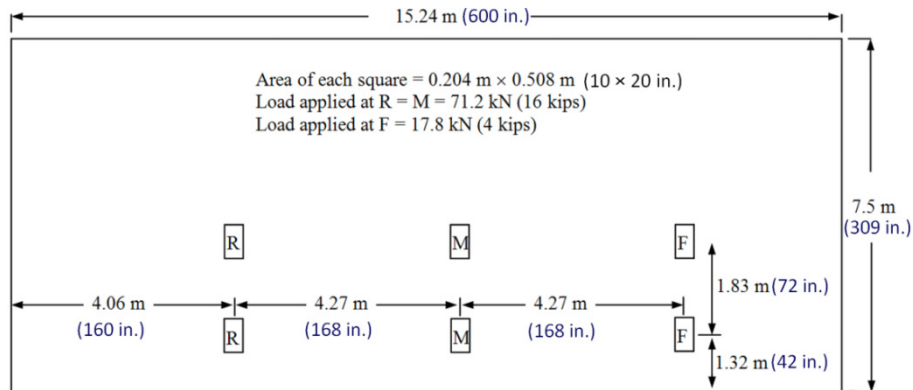 15.24 m (600 in.)
Area of each square = 0.204 m × 0.508 m (10 × 20 in.)
Load applied at R = M = 71.2 kN (16 kips)
Load applied at F = 17.8 kN (4 kips)
7.5 m
(309 in.)
R M F
1.83 m (72 in.)
4.06 m 4.27 m 4.27 m
(160 in.) (168 in.) (168 in.)
R M F
1.32 m (42 in.)